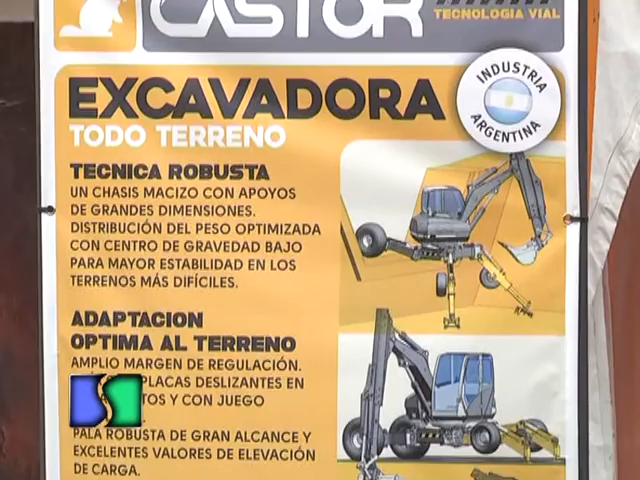 CASTOR
TECNOLOGIA VIAL
EXCAVADORA
TODO TERRENO
INDUSTRIA
ARGENTINA
TECNICA ROBUSTA
UN CHASIS MACIZO CON APOYOS
DE GRANDES DIMENSIONES.
DISTRIBUCIÓN DEL PESO OPTIMIZADA
CON CENTRO DE GRAVEDAD BAJO
PARA MAYOR ESTABILIDAD EN LOS
TERRENOS MÁS DIFÍCILES.
ADAPTACION
OPTIMA AL TERRENO
AMPLIO MARGEN DE REGULACIÓN.
PLACAS DESLIZANTES EN
Y CON JUEGO
PALA ROBUSTA DE GRAN ALCANCE Y
EXCELENTES VALORES DE ELEVACIÓN
DE CARGA.